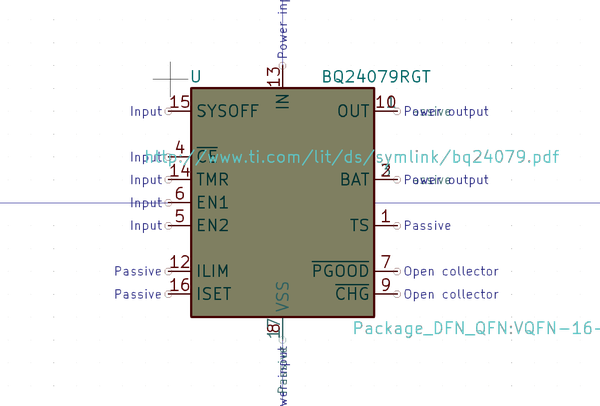 Power in
13
U
BQ24079RGT
IN
Input 15 SYSOFF
OUT
Input 4 CE
http://www.ti.com/lit/ds/symlink/bq24079.pdf
Input 14 TMR
BAT
Input 6 EN1
Input 5 EN2
TS 1 Passive
Passive 12 ILIM
PGOOD 7 Open collector
Passive 16 ISET
CHG 9 Open collector
VSS
Package_DFN_QFN:VQFN-16-